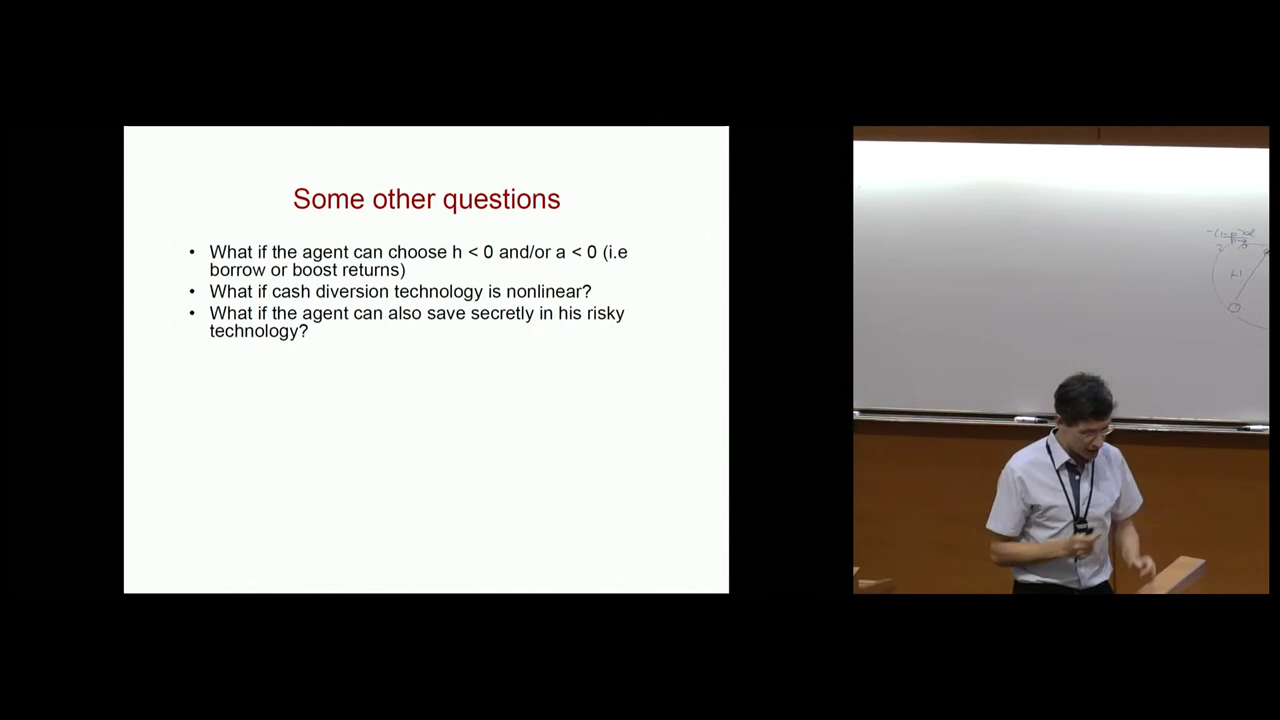 Some other questions
• What if the agent can choose h < 0 and/or a < 0 (i.e
borrow or boost returns)
• What if cash diversion technology is nonlinear?
• What if the agent can also save secretly in his risky
technology?